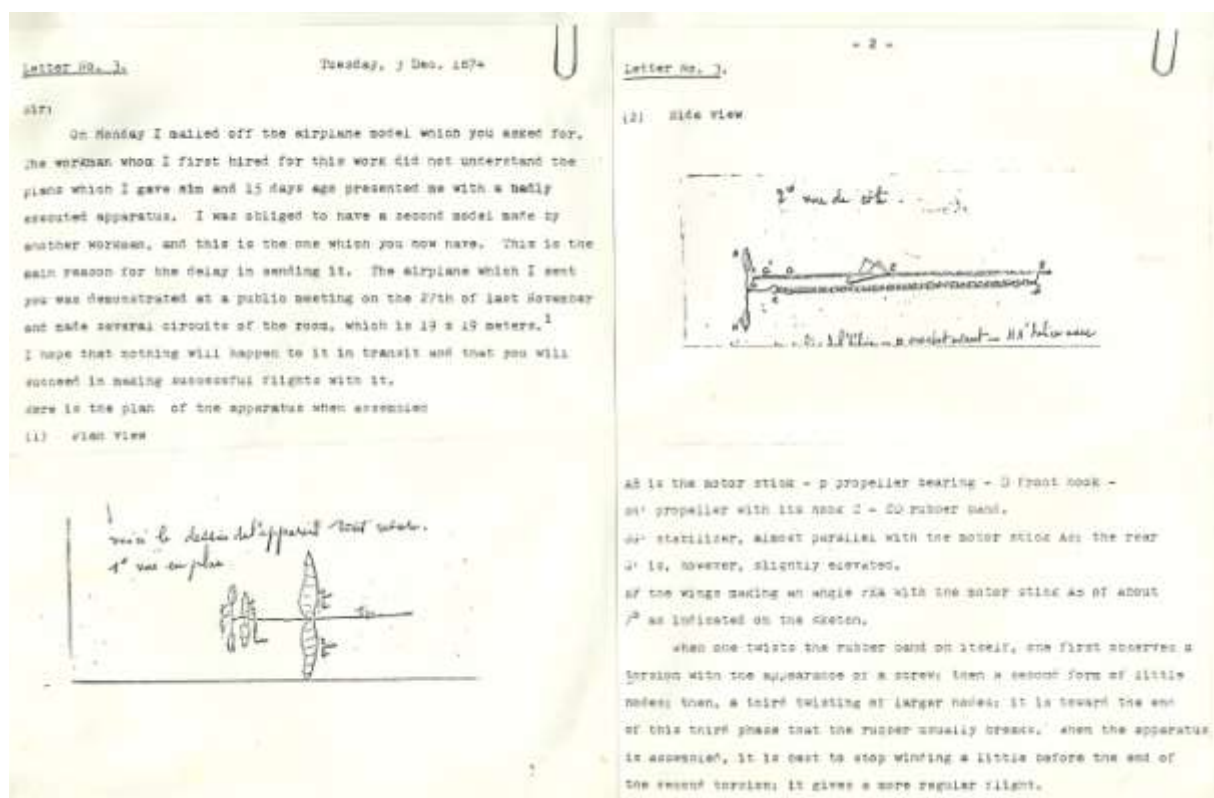 Letter No. 3. Tuesday, 3 Dec. 1874
Sir:
On Monday I mailed off the airplane model which you asked for.
The workman whom I first hired for this work did not understand the
plans which I gave him and 15 days ago presented me with a badly
executed apparatus. I was obliged to have a second model made by
another workman, and this is the one which you now have. This is the
main reason for the delay in sending it. The airplane which I sent
you was demonstrated at a public meeting on the 27th of last November
and made several circuits of the room, which is 19 x 19 meters.1
I hope that nothing will happen to it in transit and that you will
succeed in making successful flights with it.
Here is the plan of the apparatus when assembled
(1) Plan View
voici le dessin de l'appareil tout
1° vue en plan
- 2 -
Letter No. 3.
(2) Side View
2° vue de côté.
AB is the motor stick - p propeller bearing - D front hook -
propeller with its hook C - CD rubber band.
stabilizer, almost parallel with the motor stick AB; the rear
is, however, slightly elevated.
the wings making an angle with the motor stick AB of about
as indicated on the sketch.
When one twists the rubber band on itself, one first observes a
torsion with the appearance of a screw; then a second form of little
nodes; then, a third twisting of larger nodes; it is toward the end
of this third phase that the rubber usually breaks. When the apparatus
is assembled, it is best to stop winding a little before the end of
the second torsion; it gives a more regular flight.